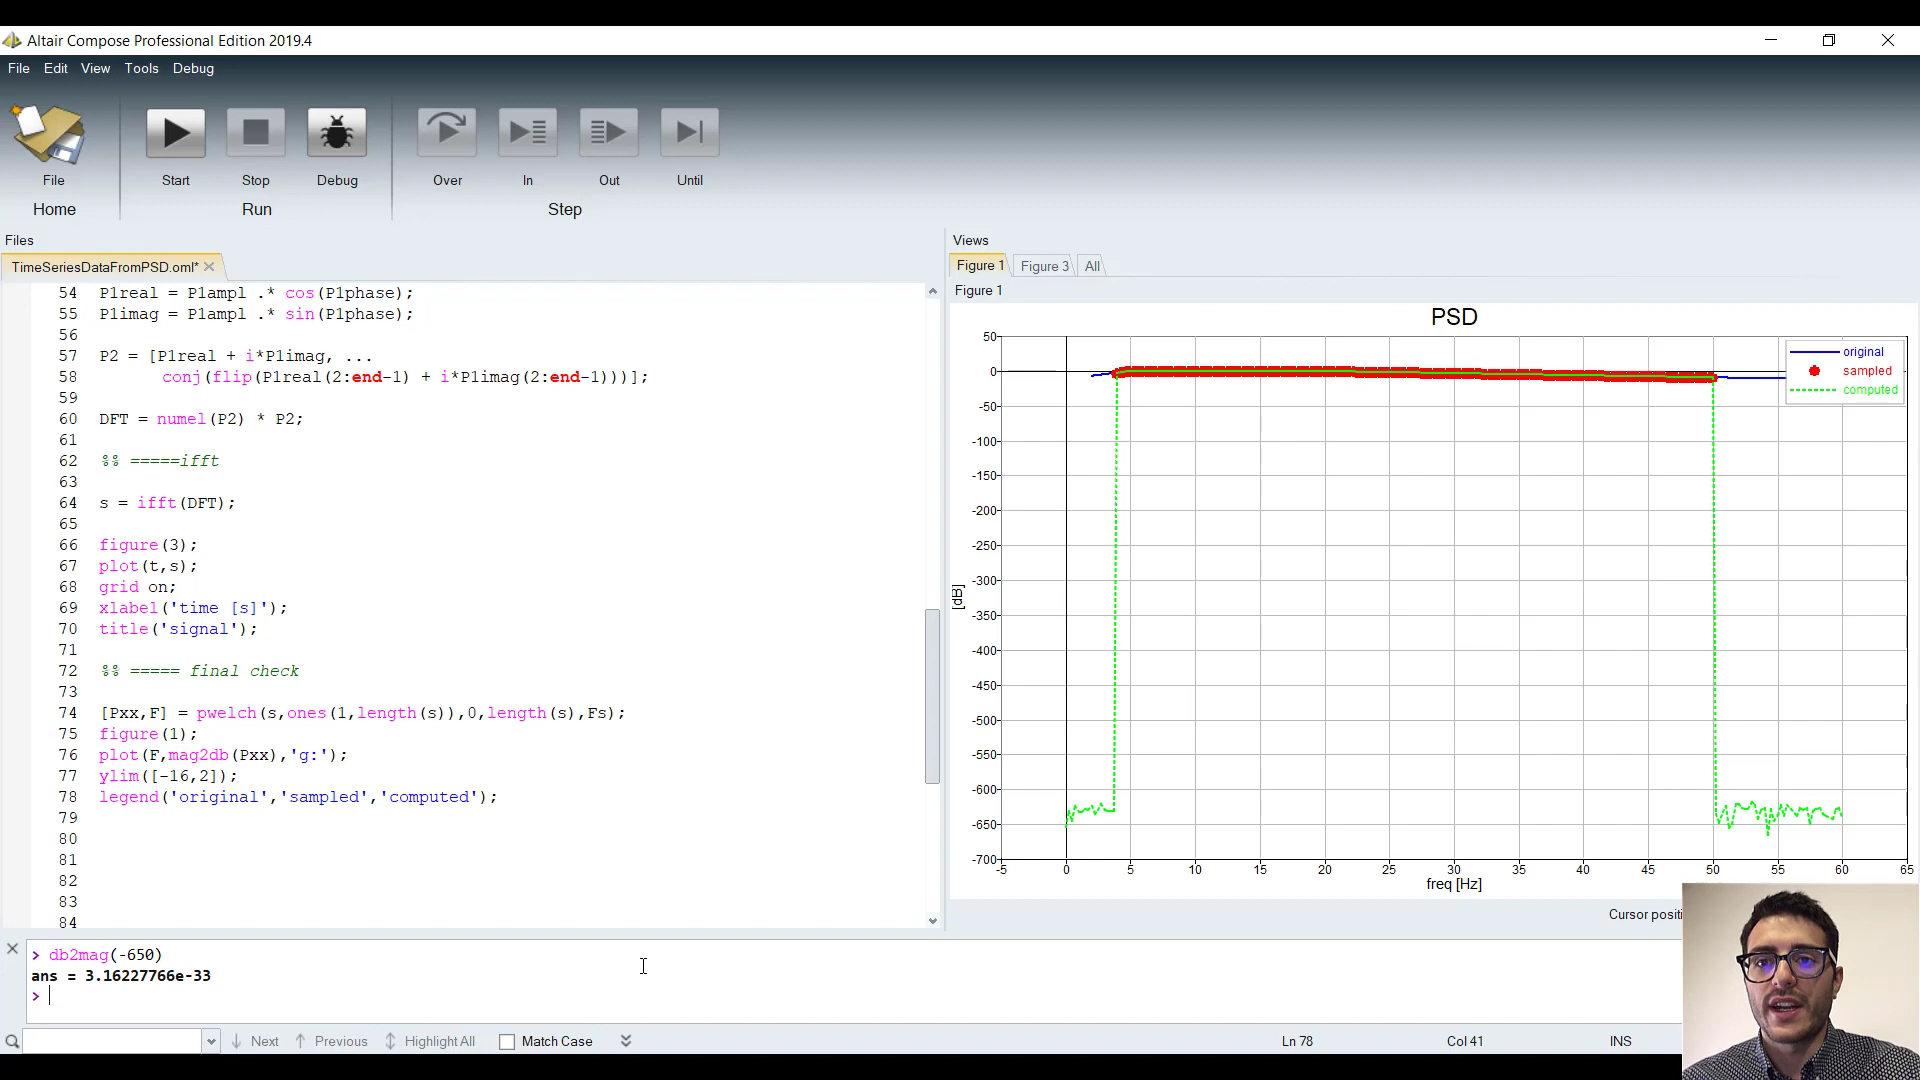 Altair Compose Professional Edition 2019.4
File Edit View Tools Debug
File Start Stop Debug Over In Out Until
Home Run Step
Files
TimeSeriesDataFromPSD.oml*
54 P1real = P1ampl .* cos(P1phase);
55 P1imag = P1ampl .* sin(P1phase);
56
57 P2 = [P1real + i*P1imag, ...
58 conj(flip(P1real(2:end-1) + i*P1imag(2:end-1)))];
59
60 DFT = numel(P2) * P2;
61
62 %% =====ifft
63
64 s = ifft(DFT);
65
66 figure(3);
67 plot(t,s);
68 grid on;
69 xlabel('time [s]');
70 title('signal');
71
72 %% ===== final check
73
74 [Pxx,F] = pwelch(s,ones(1,length(s)),0,length(s),Fs);
75 figure(1);
76 plot(F,mag2db(Pxx),'g:');
77 ylim([-16,2]);
78 legend('original','sampled','computed');
79
80
81
82
83
84
Views
Figure 1 Figure 3 All
Figure 1
PSD
original
sampled
computed
50
0
-50
-100
-150
-200
-250
-300
-350
-400
-450
-500
-550
-600
-650
-700
[dB]
-5 0 5 10 15 20 25 30 35 40 45 50 55 60 65
freq [Hz]
Cursor positi
> db2mag(-650)
ans = 3.16227766e-33
>
Next Previous Highlight All Match Case Ln 78 Col 41 INS